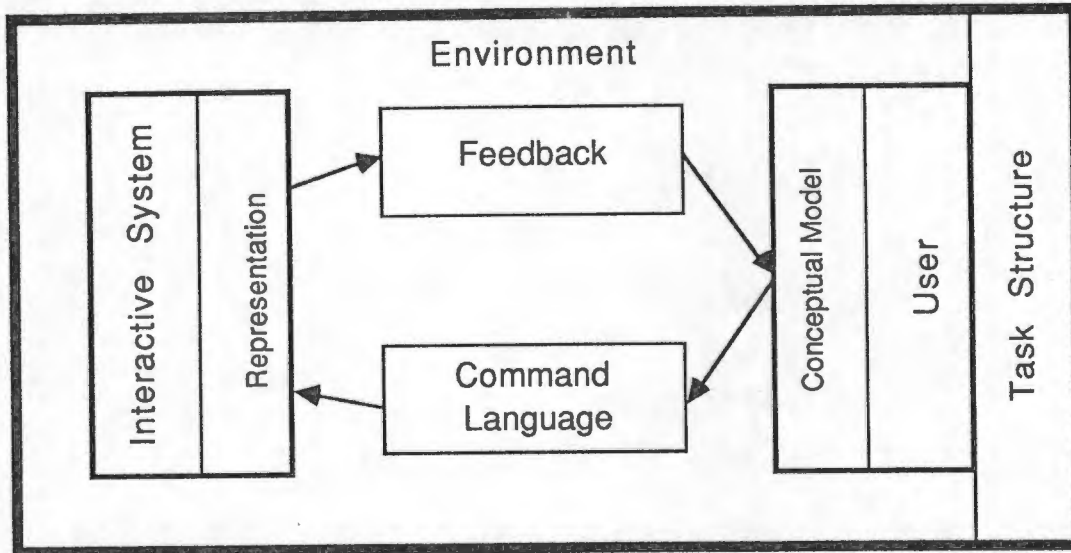 Environment
Interactive System
Representation
Feedback
Command
Language
Conceptual Model
User
Task Structure